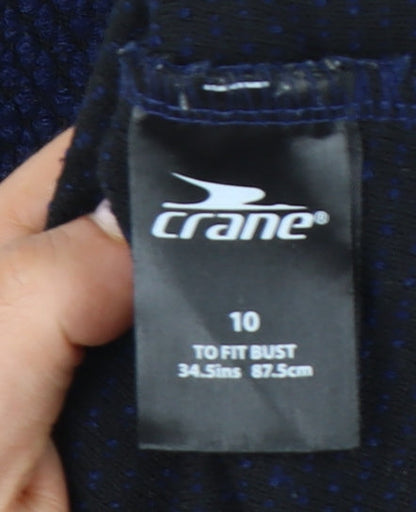 crane®
10
TO FIT BUST
34.5ins 87.5cm